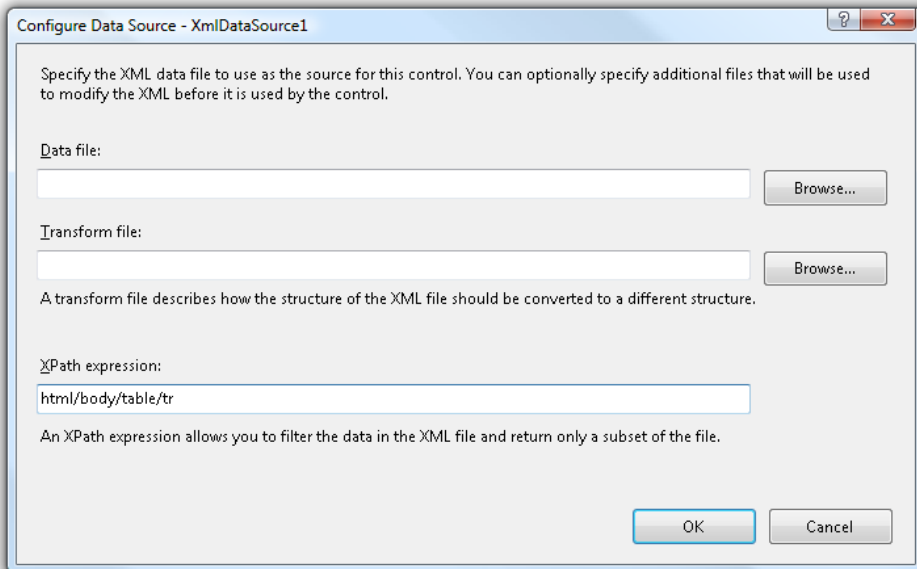 Configure Data Source - XmlDataSource1
Specify the XML data file to use as the source for this control. You can optionally specify additional files that will be used
to modify the XML before it is used by the control.
Data file:
Browse...
Transform file:
Browse...
A transform file describes how the structure of the XML file should be converted to a different structure.
XPath expression:
html/body/table/tr
An XPath expression allows you to filter the data in the XML file and return only a subset of the file.
OK Cancel